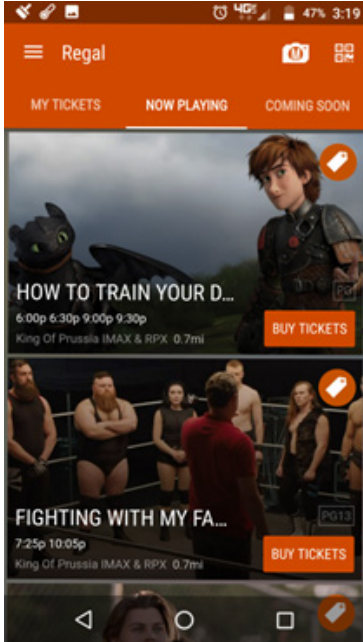 4G 47% 3:19
Regal
MY TICKETS NOW PLAYING COMING SOON
HOW TO TRAIN YOUR D...
PG
6:00p 6:30p 9:00p 9:30p
BUY TICKETS
King Of Prussia IMAX & RPX 0.7mi
FIGHTING WITH MY FA...
PG13
7:25p 10:05p
BUY TICKETS
King Of Prussia IMAX & RPX 0.7mi